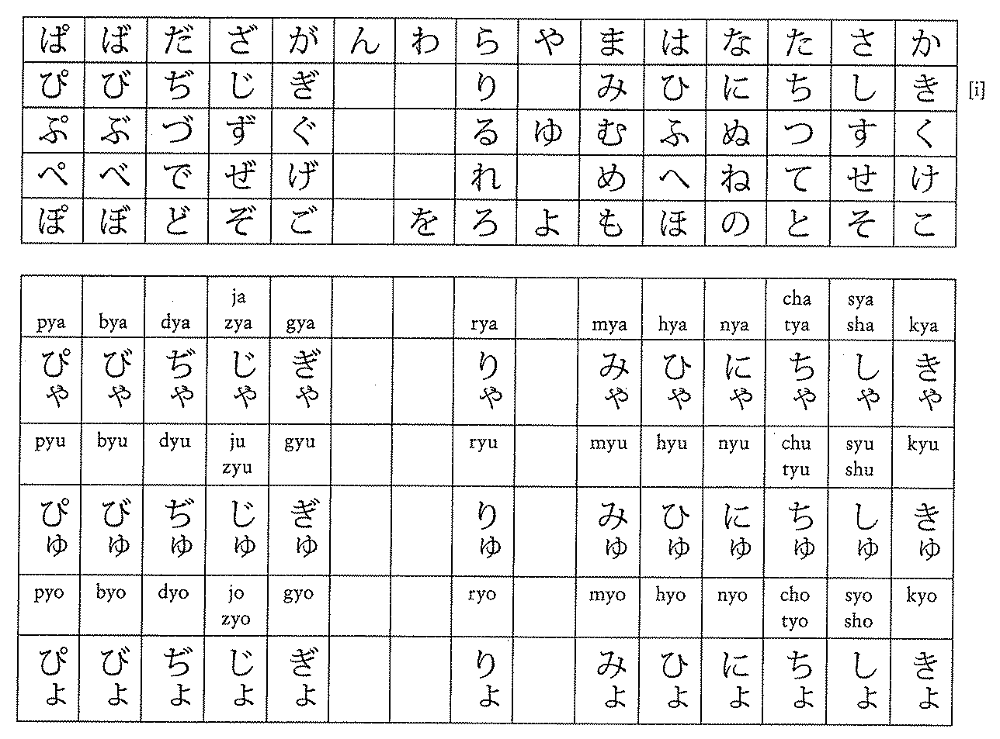 ぱ ば だ ざ が ん わ ら や ま は な た さ か
ぴ び ぢ じ ぎ り み ひ に ち し き [i]
ぷ ぶ づ ず ぐ る ゆ む ふ ぬ つ す く
ぺ べ で ぜ げ れ め へ ね て せ け
ぽ ぼ ど ぞ ご を ろ よ も ほ の と そ こ
ja cha sya
pya bya dya zya gya rya mya hya nya tya sha kya
ぴゃ びゃ ぢゃ じゃ ぎゃ りゃ みゃ ひゃ にゃ ちゃ しゃ きゃ
pyu byu dyu ju gyu ryu myu hyu nyu chu syu kyu
zyu tyu shu
ぴゅ びゅ ぢゅ じゅ ぎゅ りゅ みゅ ひゅ にゅ ちゅ しゅ きゅ
pyo byo dyo jo gyo ryo myo hyo nyo cho syo kyo
zyo tyo sho
ぴょ びょ ぢょ じょ ぎょ りょ みょ ひょ にょ ちょ しょ きょ